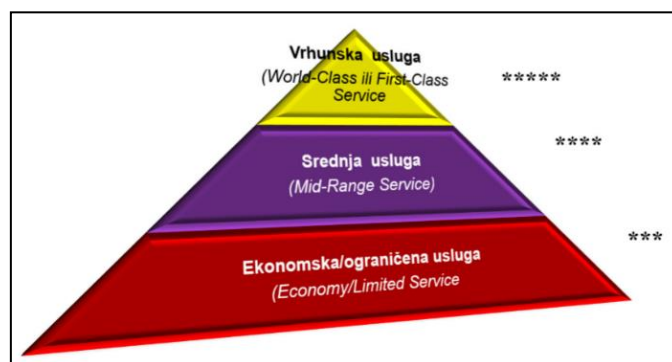 Vrhunska usluga
(World-Class ili First-Class
Service
*****
Srednja usluga
(Mid-Range Service)
****
Ekonomska/ograničena usluga
(Economy/Limited Service
***